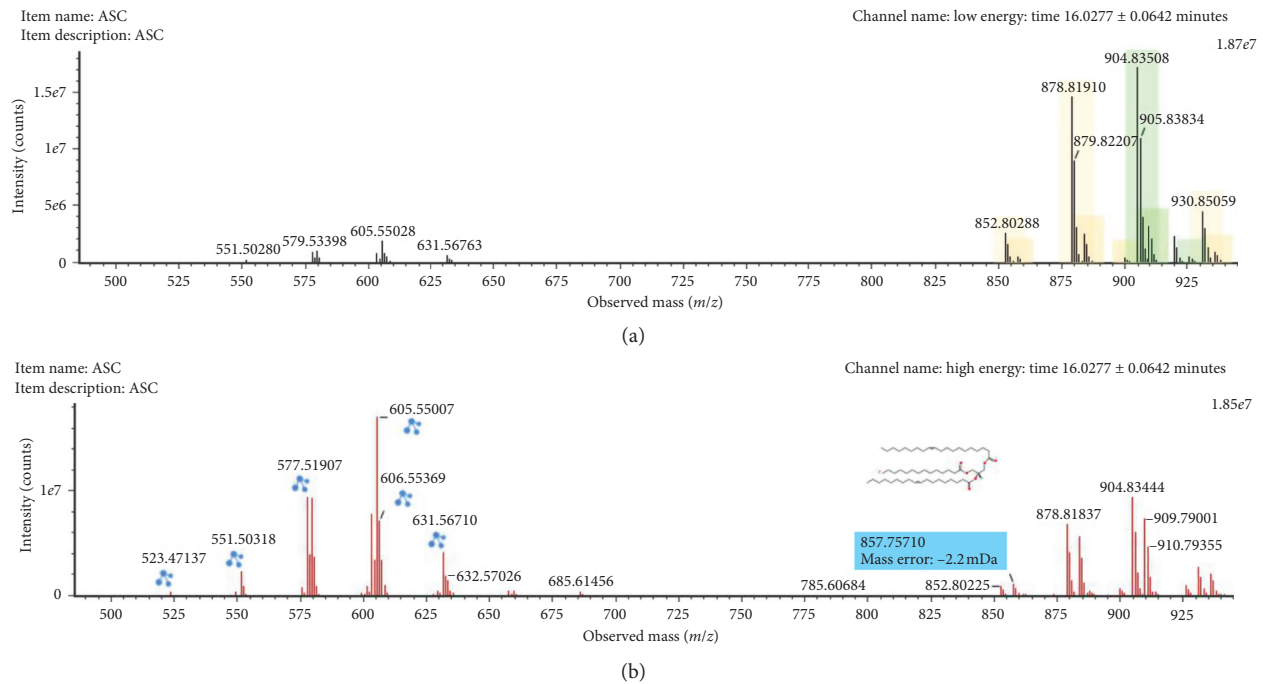 Item name: ASC
Item description: ASC
Channel name: low energy: time 16.0277 ± 0.0642 minutes
1.87e7
904.83508
878.81910
905.83834
879.82207
930.85059
852.80288
605.55028
579.53398
551.50280
631.56763
1.5e7
1e7
5e6
0
Intensity (counts)
500 525 550 575 600 625 650 675 700 725 750 775 800 825 850 875 900 925
Observed mass (m/z)
(a)
Item name: ASC
Item description: ASC
Channel name: high energy: time 16.0277 ± 0.0642 minutes
1.85e7
605.55007
577.51907
606.55369
631.56710
551.50318
523.47137
632.57026
685.61456
785.60684
857.75710
Mass error: −2.2 mDa
852.80225
878.81837
904.83444
909.79001
910.79355
1e7
0
Intensity (counts)
500 525 550 575 600 625 650 675 700 725 750 775 800 825 850 875 900 925
Observed mass (m/z)
(b)